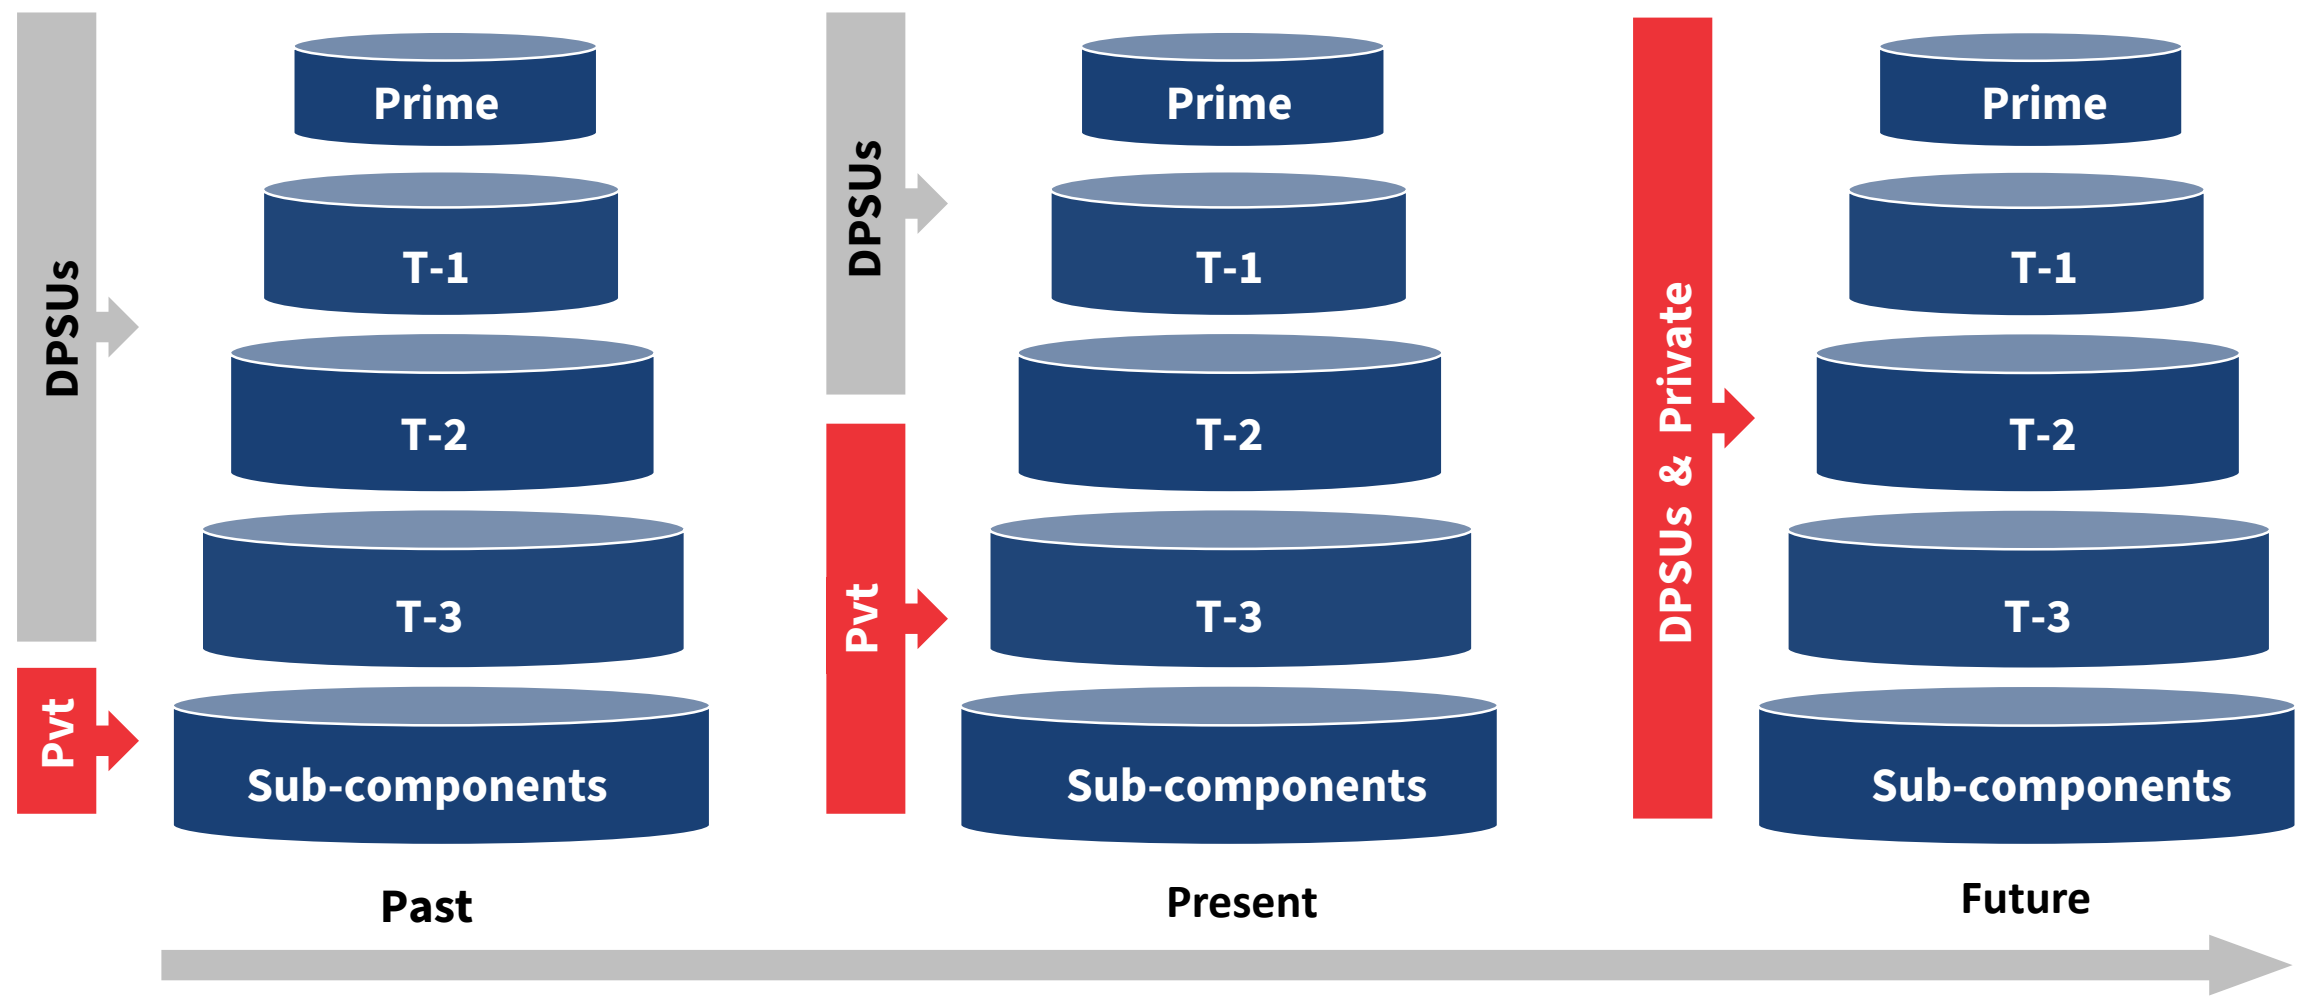 DPSUs
Pvt
Prime
T-1
T-2
T-3
Sub-components
Past
DPSUs
Pvt
Prime
T-1
T-2
T-3
Sub-components
Present
DPSUs & Private
Prime
T-1
T-2
T-3
Sub-components
Future